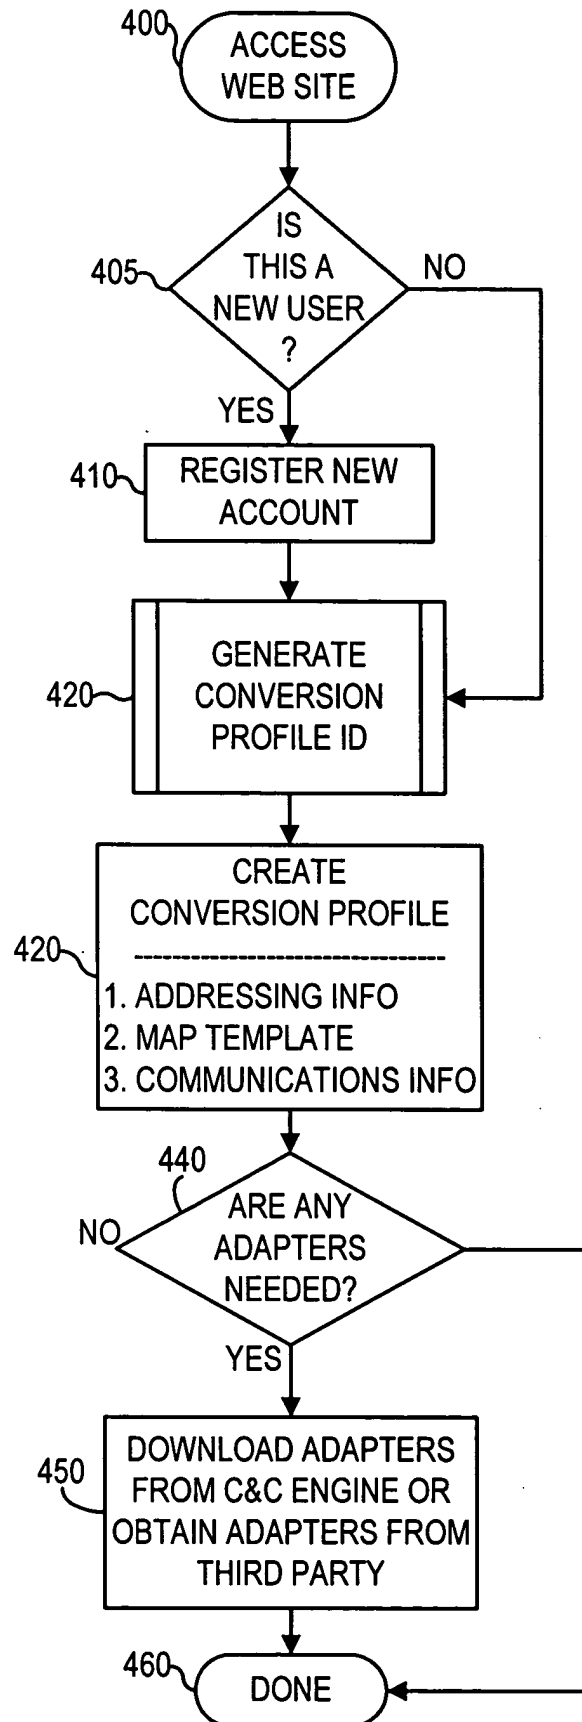 400
ACCESS
WEB SITE
IS
THIS A
NEW USER
?
405
NO
YES
410
REGISTER NEW
ACCOUNT
420
GENERATE
CONVERSION
PROFILE ID
CREATE
CONVERSION PROFILE
--------------------------------
420
1. ADDRESSING INFO
2. MAP TEMPLATE
3. COMMUNICATIONS INFO
440
NO
ARE ANY
ADAPTERS
NEEDED?
YES
450
DOWNLOAD ADAPTERS
FROM C&C ENGINE OR
OBTAIN ADAPTERS FROM
THIRD PARTY
460
DONE